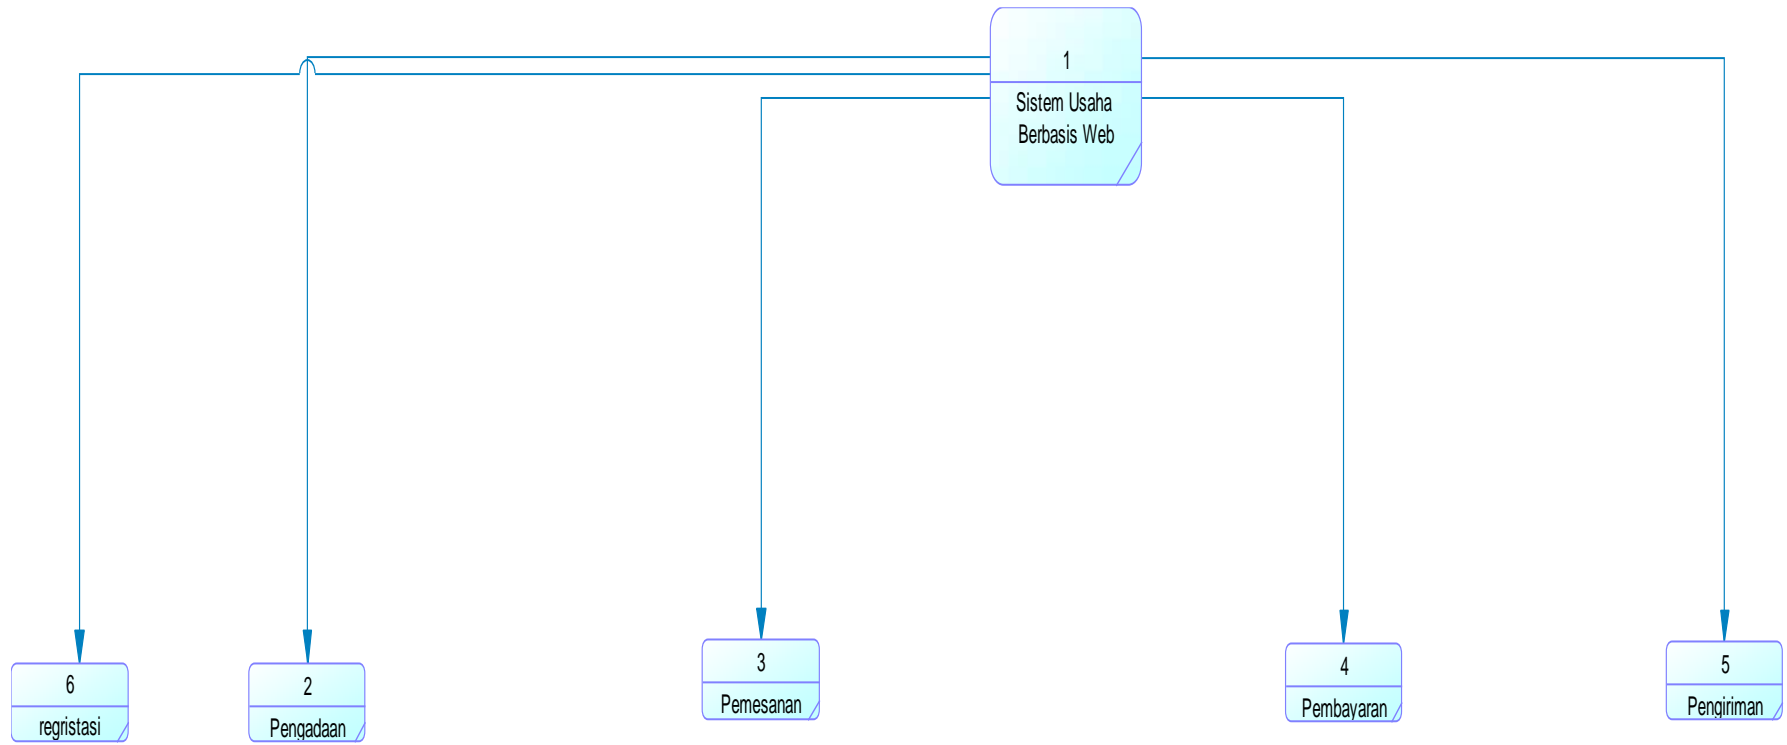 1
Sistem Usaha
Berbasis Web
6
regristasi
2
Pengadaan
3
Pemesanan
4
Pembayaran
5
Pengiriman